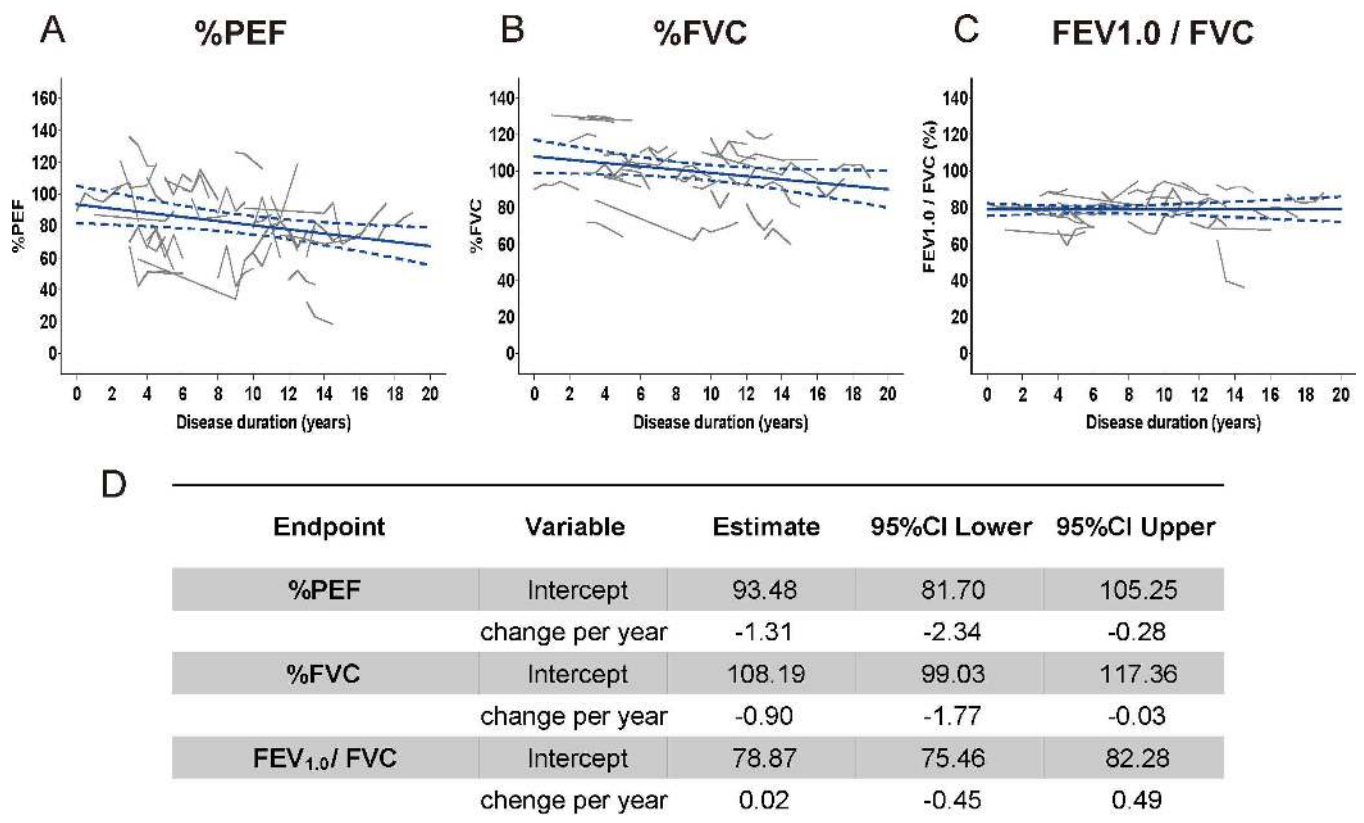 A %PEF
B %FVC
C FEV1.0 / FVC
%PEF
160
140
120
100
80
60
40
20
0
0 2 4 6 8 10 12 14 16 18 20
Disease duration (years)
%FVC
140
120
100
80
60
40
20
0
0 2 4 6 8 10 12 14 16 18 20
Disease duration (years)
FEV1.0 / FVC (%)
140
120
100
80
60
40
20
0
0 2 4 6 8 10 12 14 16 18 20
Disease duration (years)
D
Endpoint Variable Estimate 95%CI Lower 95%CI Upper
%PEF Intercept 93.48 81.70 105.25
change per year -1.31 -2.34 -0.28
%FVC Intercept 108.19 99.03 117.36
change per year -0.90 -1.77 -0.03
FEV1.0/ FVC Intercept 78.87 75.46 82.28
chenge per year 0.02 -0.45 0.49